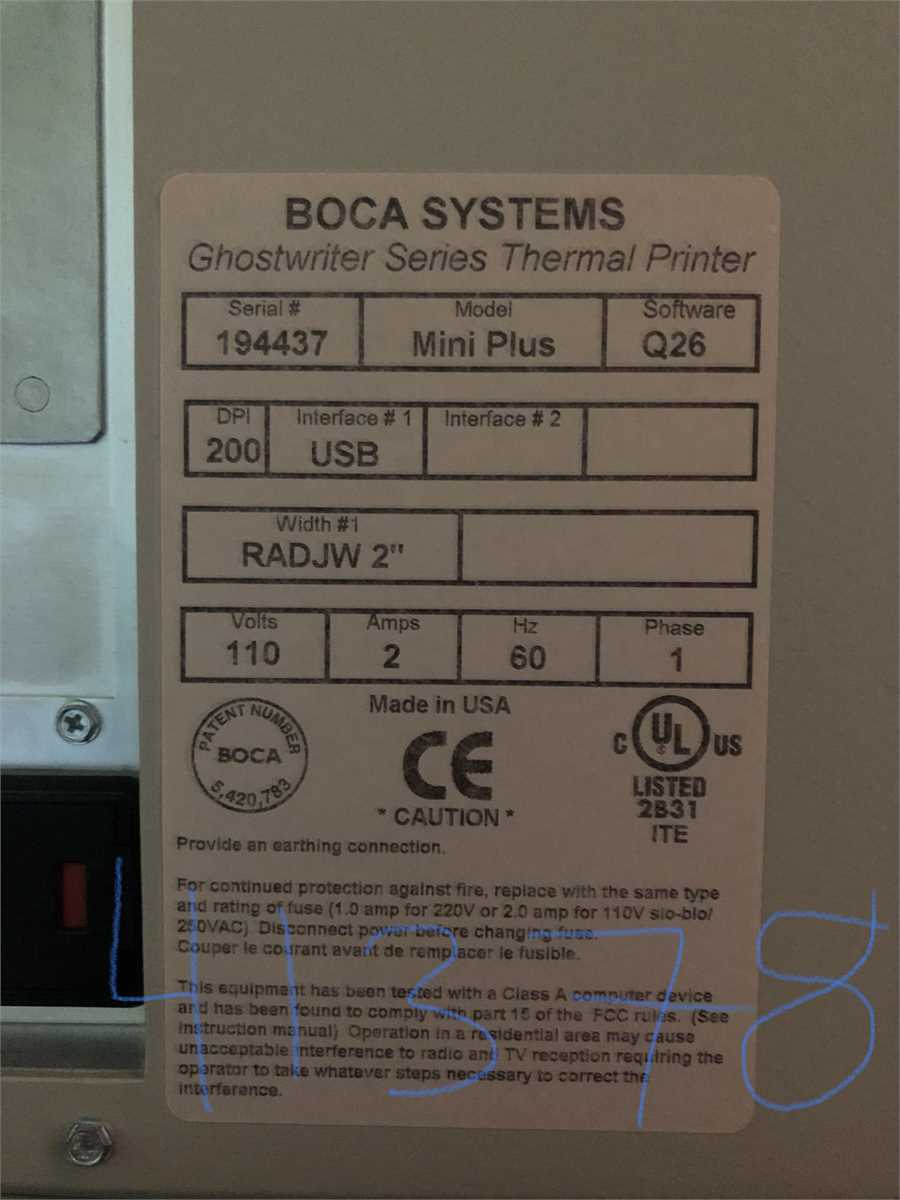 BOCA SYSTEMS
Ghostwriter Series Thermal Printer
Serial # Model Software
194437 Mini Plus Q26
DPI Interface # 1 Interface # 2
200 USB
Width #1
RADJW 2"
Volts Amps Hz Phase
110 2 60 1
PATENT NUMBER
BOCA
5,420,783
Made in USA
CE
* CAUTION *
C UL US
LISTED
2B31
ITE
Provide an earthing connection.
For continued protection against fire, replace with the same type
and rating of fuse (1.0 amp for 220V or 2.0 amp for 110V slo-blo/
250VAC) Disconnect power before changing fuse.
Couper le courant avant de remplacer le fusible.
This equipment has been tested with a Class A computer device
and has been found to comply with part 15 of the FCC rules. (See
instruction manual) Operation in a residential area may cause
unacceptable interference to radio and TV reception requiring the
operator to take whatever steps necessary to correct the
interference.
41378